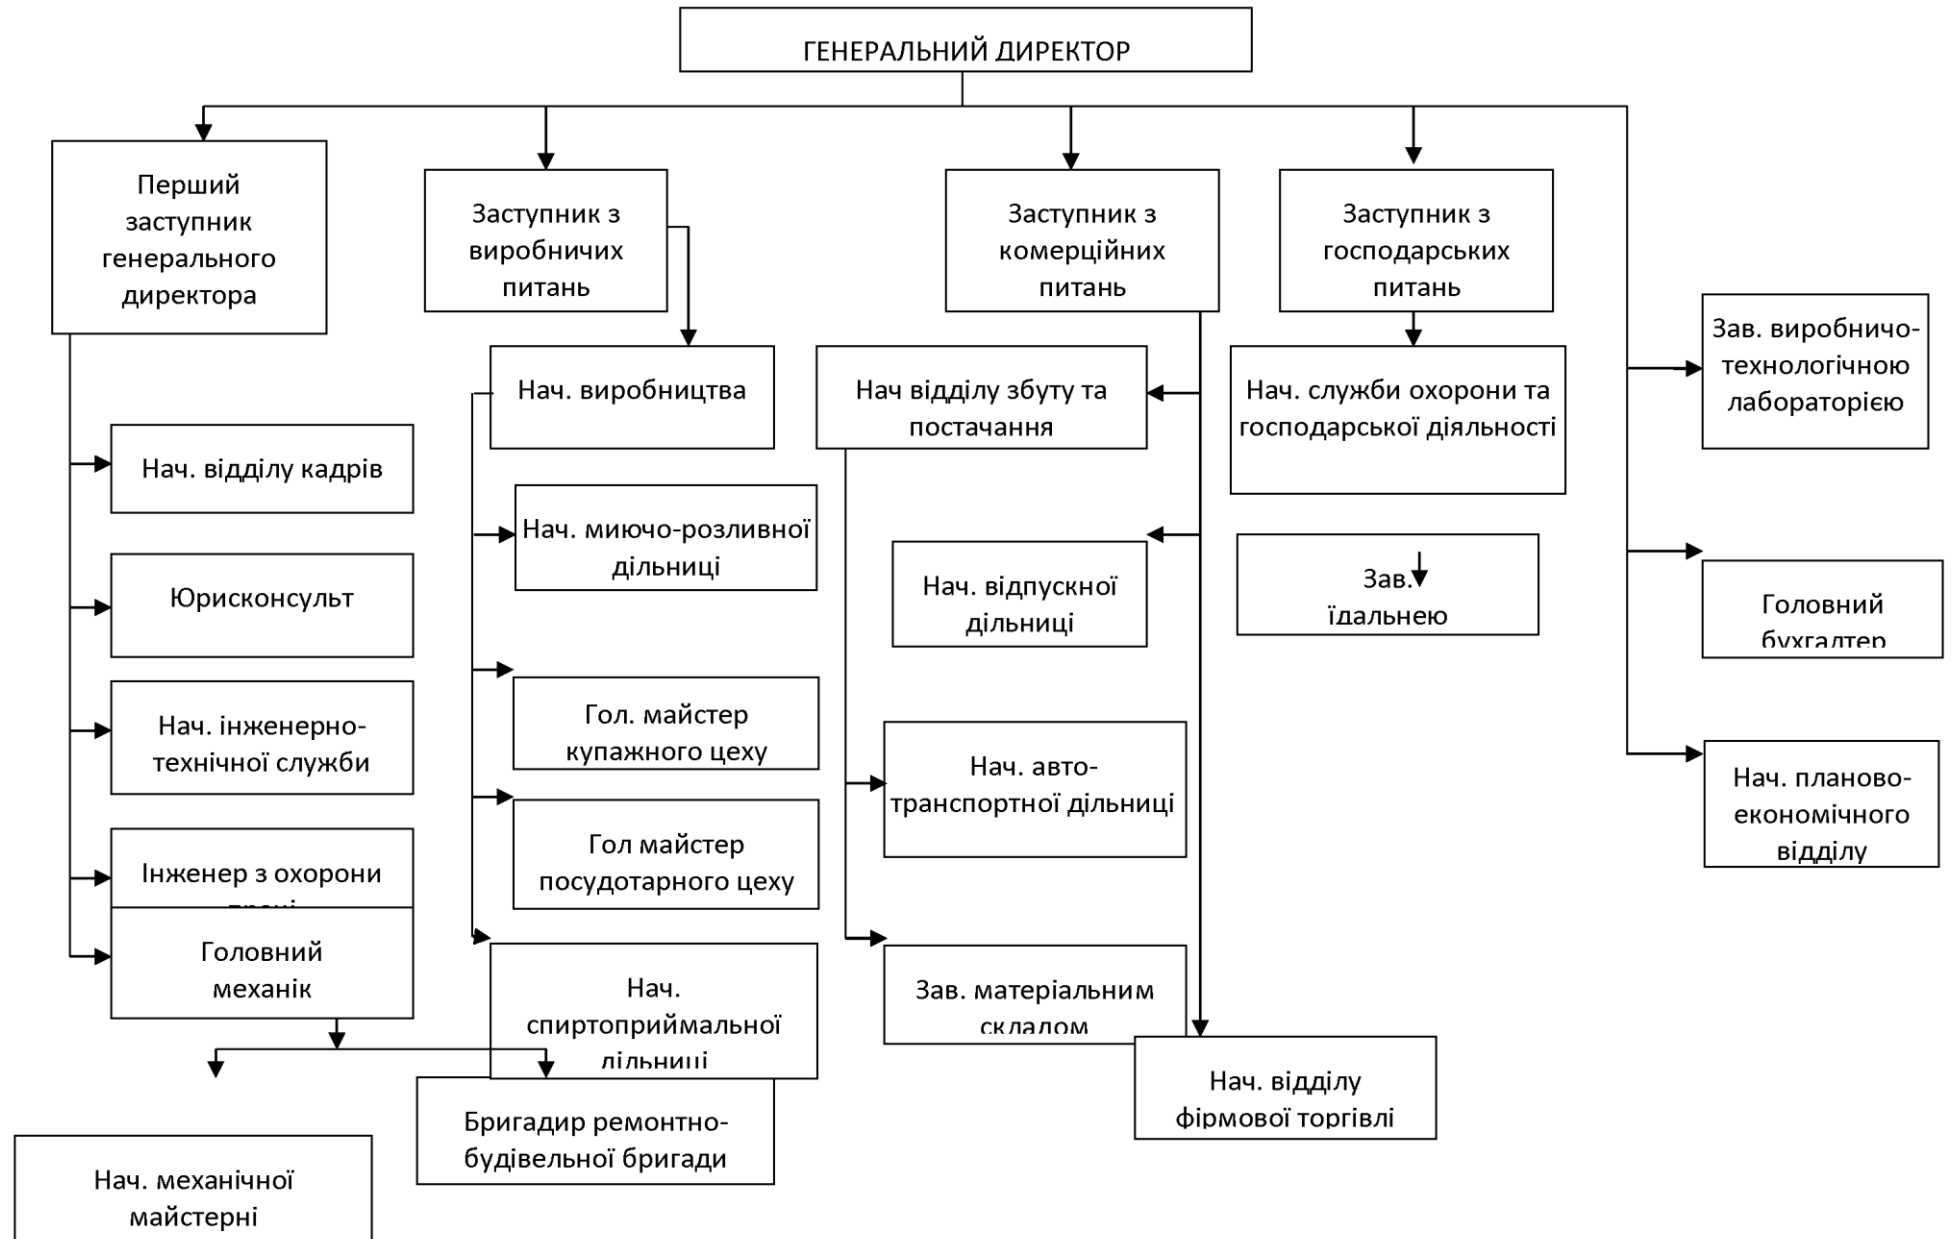 ГЕНЕРАЛЬНИЙ ДИРЕКТОР
Перший
заступник
генерального
директора
Заступник з
виробничих
питань
Заступник з
комерційних
питань
Заступник з
господарських
питань
Зав. виробничо-
технологічною
лабораторією
Нач. виробництва
Нач відділу збуту та
постачання
Нач. служби охорони та
господарської діяльності
Нач. відділу кадрів
Нач. миючо-розливної
дільниці
Нач. відпускної
дільниці
Зав.
їдальнею
Головний
бухгалтер
Юрисконсульт
Нач. інженерно-
технічної служби
Гол. майстер
купажного цеху
Нач. авто-
транспортної дільниці
Нач. планово-
економічного
відділу
Інженер з охорони
праці
Гол майстер
посудотарного цеху
Головний
механік
Нач.
спиртоприймальної
дільниці
Зав. матеріальним
складом
Нач. відділу
фірмової торгівлі
Бригадир ремонтно-
будівельної бригади
Нач. механічної
майстерні